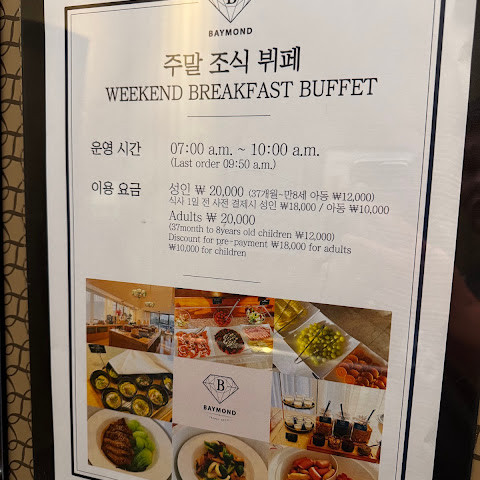 B
BAYMOND
주말 조식 뷔페
WEEKEND BREAKFAST BUFFET
운영 시간 07:00 a.m. ~ 10:00 a.m.
(Last order 09:50 a.m.)
이용 요금 성인 ₩ 20,000 (37개월~만8세 아동 ₩12,000)
식사 1일 전 사전 결제시 성인 ₩18,000 / 아동 ₩10,000
Adults ₩ 20,000
(37month to 8years old children ₩12,000)
Discount for pre-payment ₩18,000 for adults
₩10,000 for children
B
BAYMOND